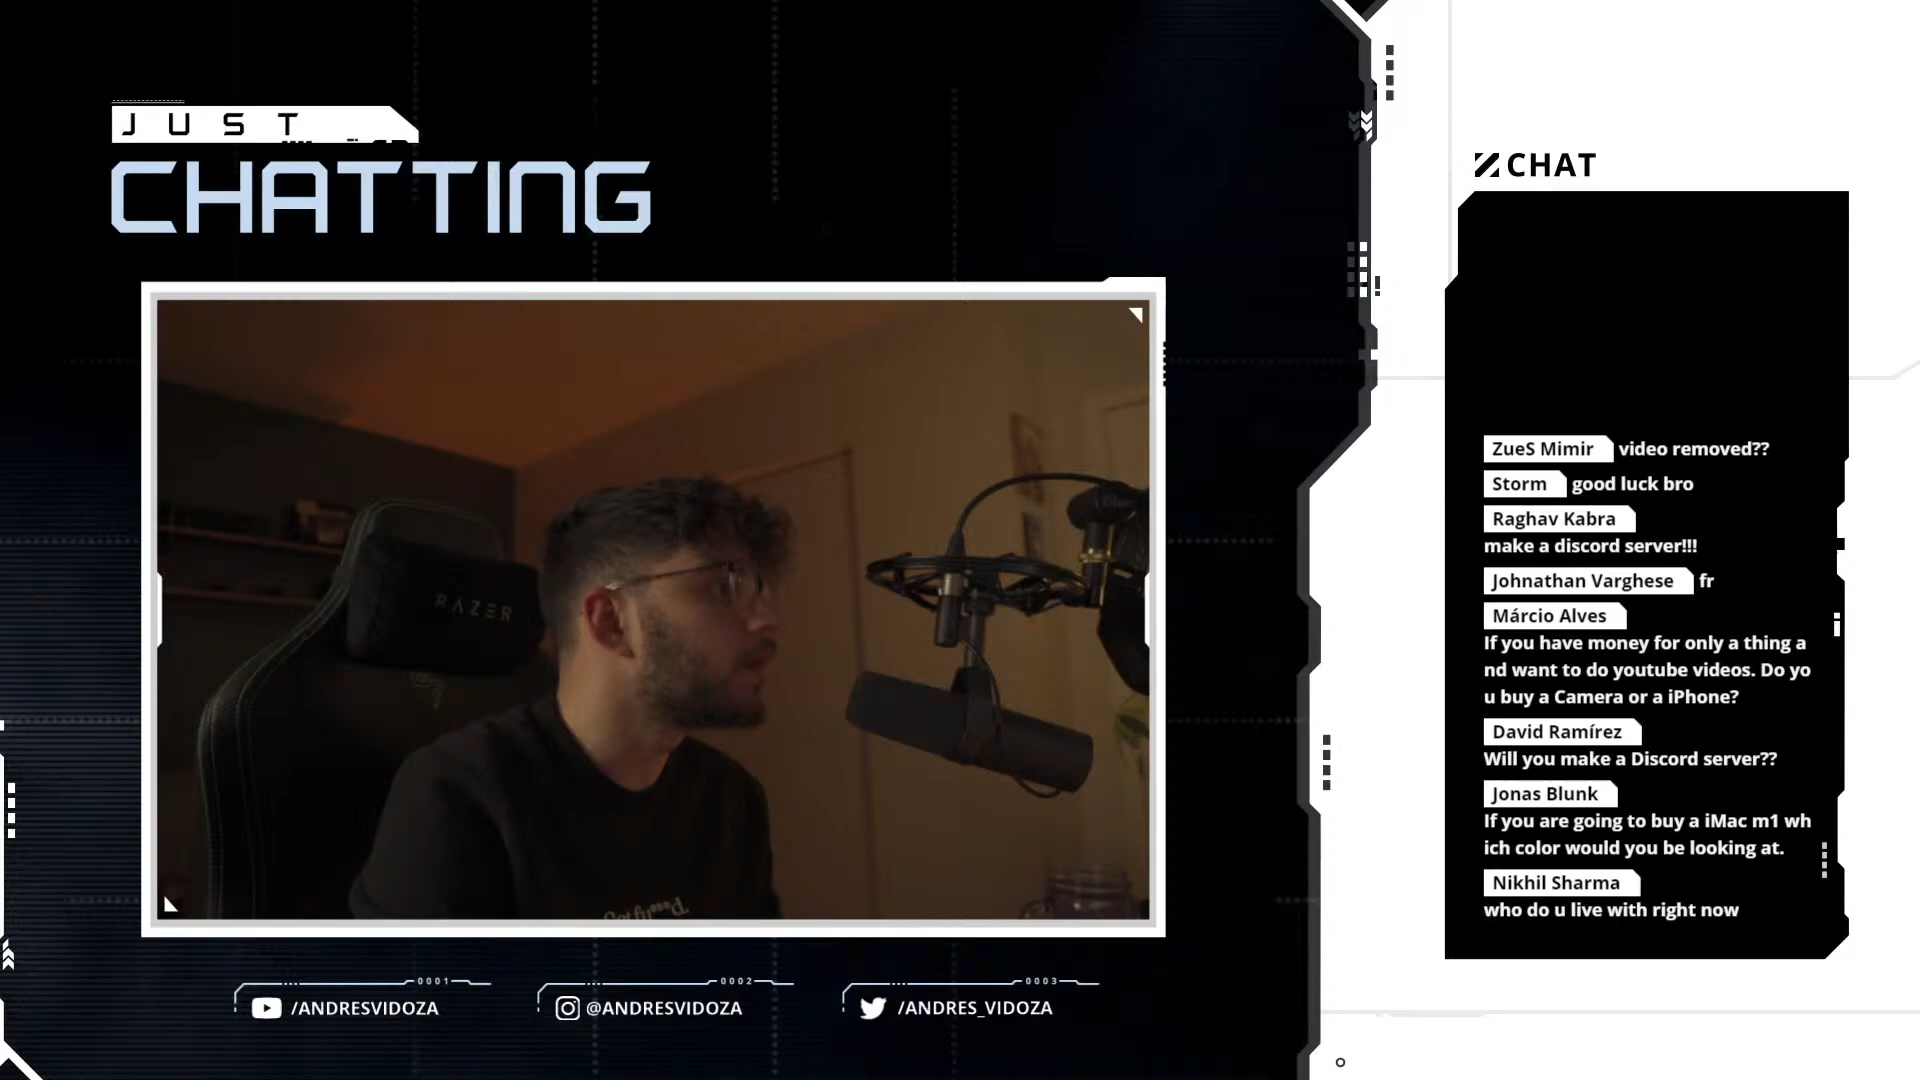 JUST
CHATTING
CHAT
ZueS Mimir video removed??
Storm good luck bro
Raghav Kabra
make a discord server!!!
Johnathan Varghese fr
Márcio Alves
If you have money for only a thing a
nd want to do youtube videos. Do yo
u buy a Camera or a iPhone?
David Ramírez
Will you make a Discord server??
Jonas Blunk
If you are going to buy a iMac m1 wh
ich color would you be looking at.
Nikhil Sharma
who do u live with right now
RAZER
0001
/ANDRESVIDOZA
0002
@ANDRESVIDOZA
0003
/ANDRES_VIDOZA